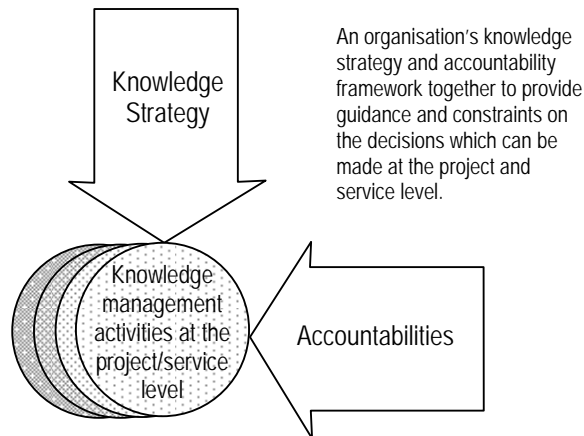 Knowledge
Strategy
An organisation's knowledge
strategy and accountability
framework together to provide
guidance and constraints on
the decisions which can be
made at the project and
service level.
Knowledge
management
activities at the
project/service
level
Accountabilities